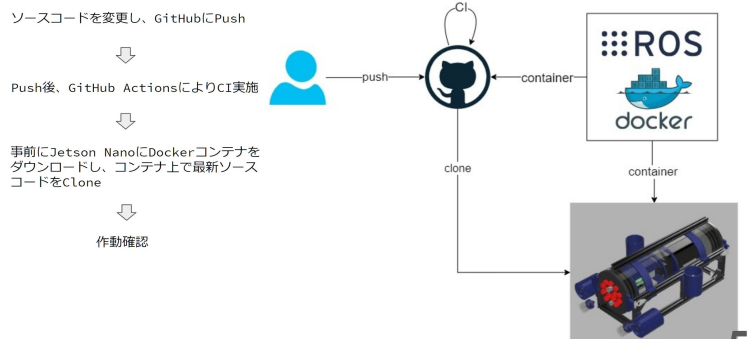 ソースコードを変更し、GitHubにPush
Push後、GitHub ActionsによりCI実施
事前にJetson NanoにDockerコンテナを
ダウンロードし、コンテナ上で最新ソース
コードをClone
作動確認
CI
push
container
ROS
docker
clone
container